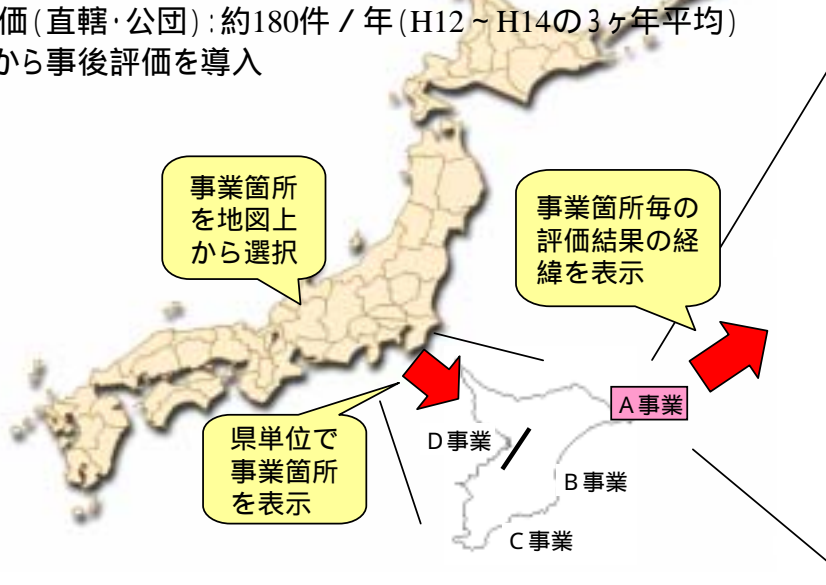 価(直轄･公団):約180件／年(H12～H14の3ヶ年平均)
から事後評価を導入
事業箇所
を地図上
から選択
事業箇所毎の
評価結果の経
緯を表示
県単位で
事業箇所
を表示
A事業
D事業
B事業
C事業